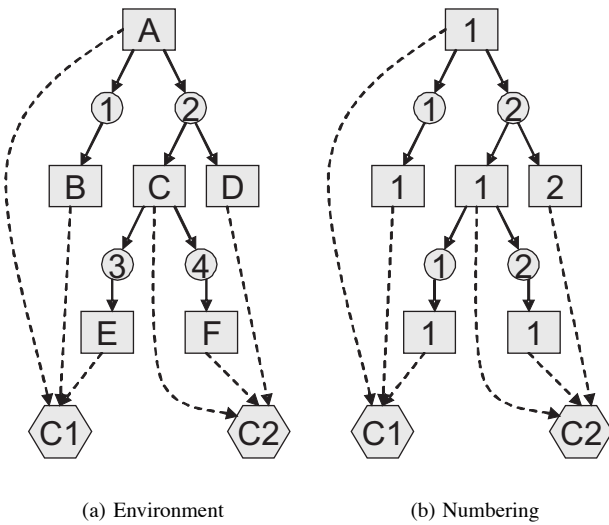 A 1
1 2 1 2
B C D 1 1 2
3 4 1 2
E F 1 1
C1 C2 C1 C2
(a) Environment (b) Numbering